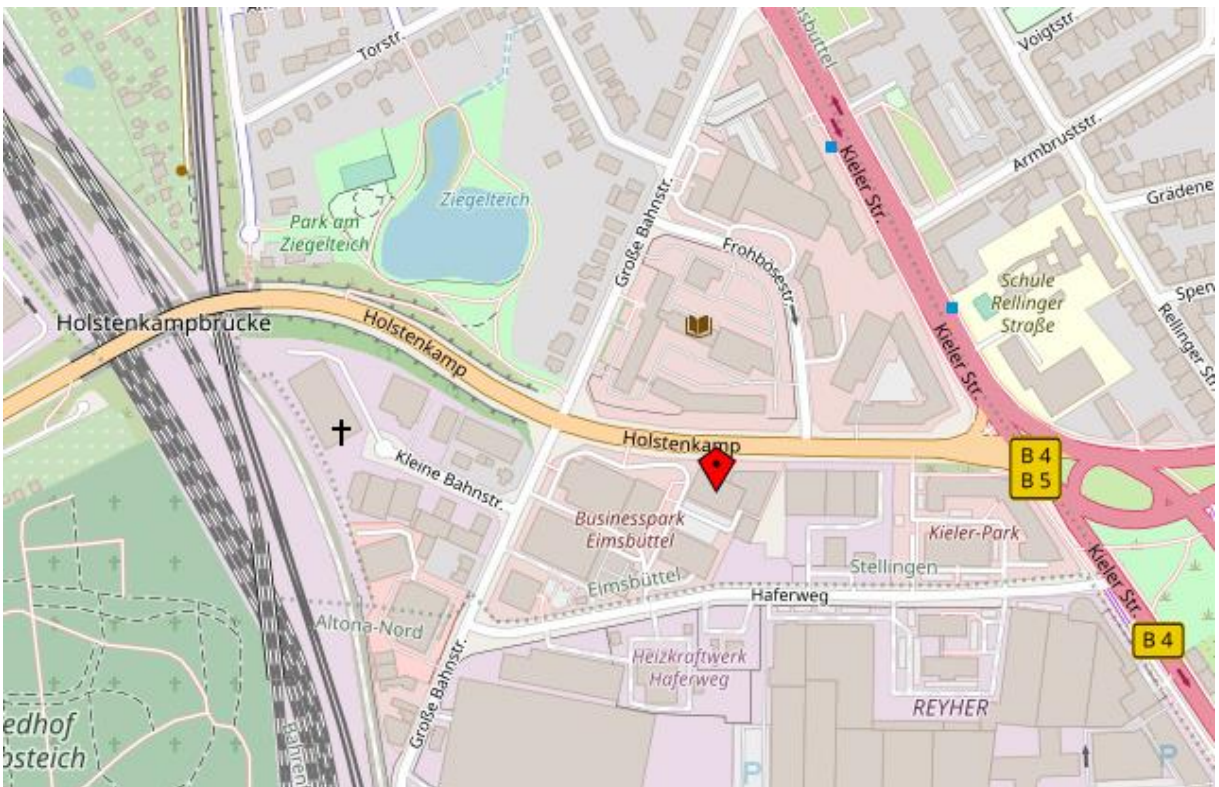 Torstr.
Voigtstr.
Armbruststr.
Kieler Str.
Grädene
Ziegelteich
Park am
Ziegelteich
Große Bahnstr.
Frohbösestr.
Schule
Rellinger
Straße
Spen
Rellinger Str.
Holstenkampbrücke
Holstenkamp
Kieler Str.
Holstenkamp
B 4
B 5
Kleine Bahnstr.
Businesspark
Eimsbüttel
Kieler-Park
Stellingen
Eimsbüttel
Haferweg
Kieler Str.
Altona-Nord
B 4
Große Bahnstr.
Heizkraftwerk
Haferweg
REYHER
edhof
bsteich
Bahren
P
P